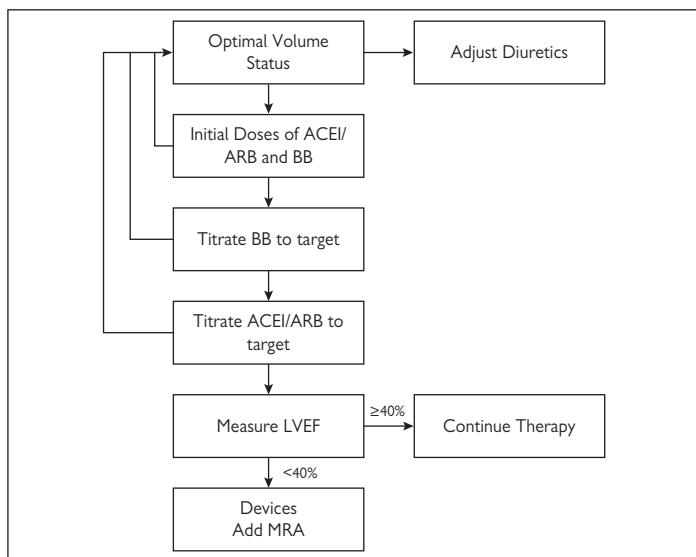 Optimal Volume
Status
Adjust Diuretics
Initial Doses of ACEI/
ARB and BB
Titrate BB to target
Titrate ACEI/ARB to
target
Measure LVEF
≥40%
Continue Therapy
<40%
Devices
Add MRA